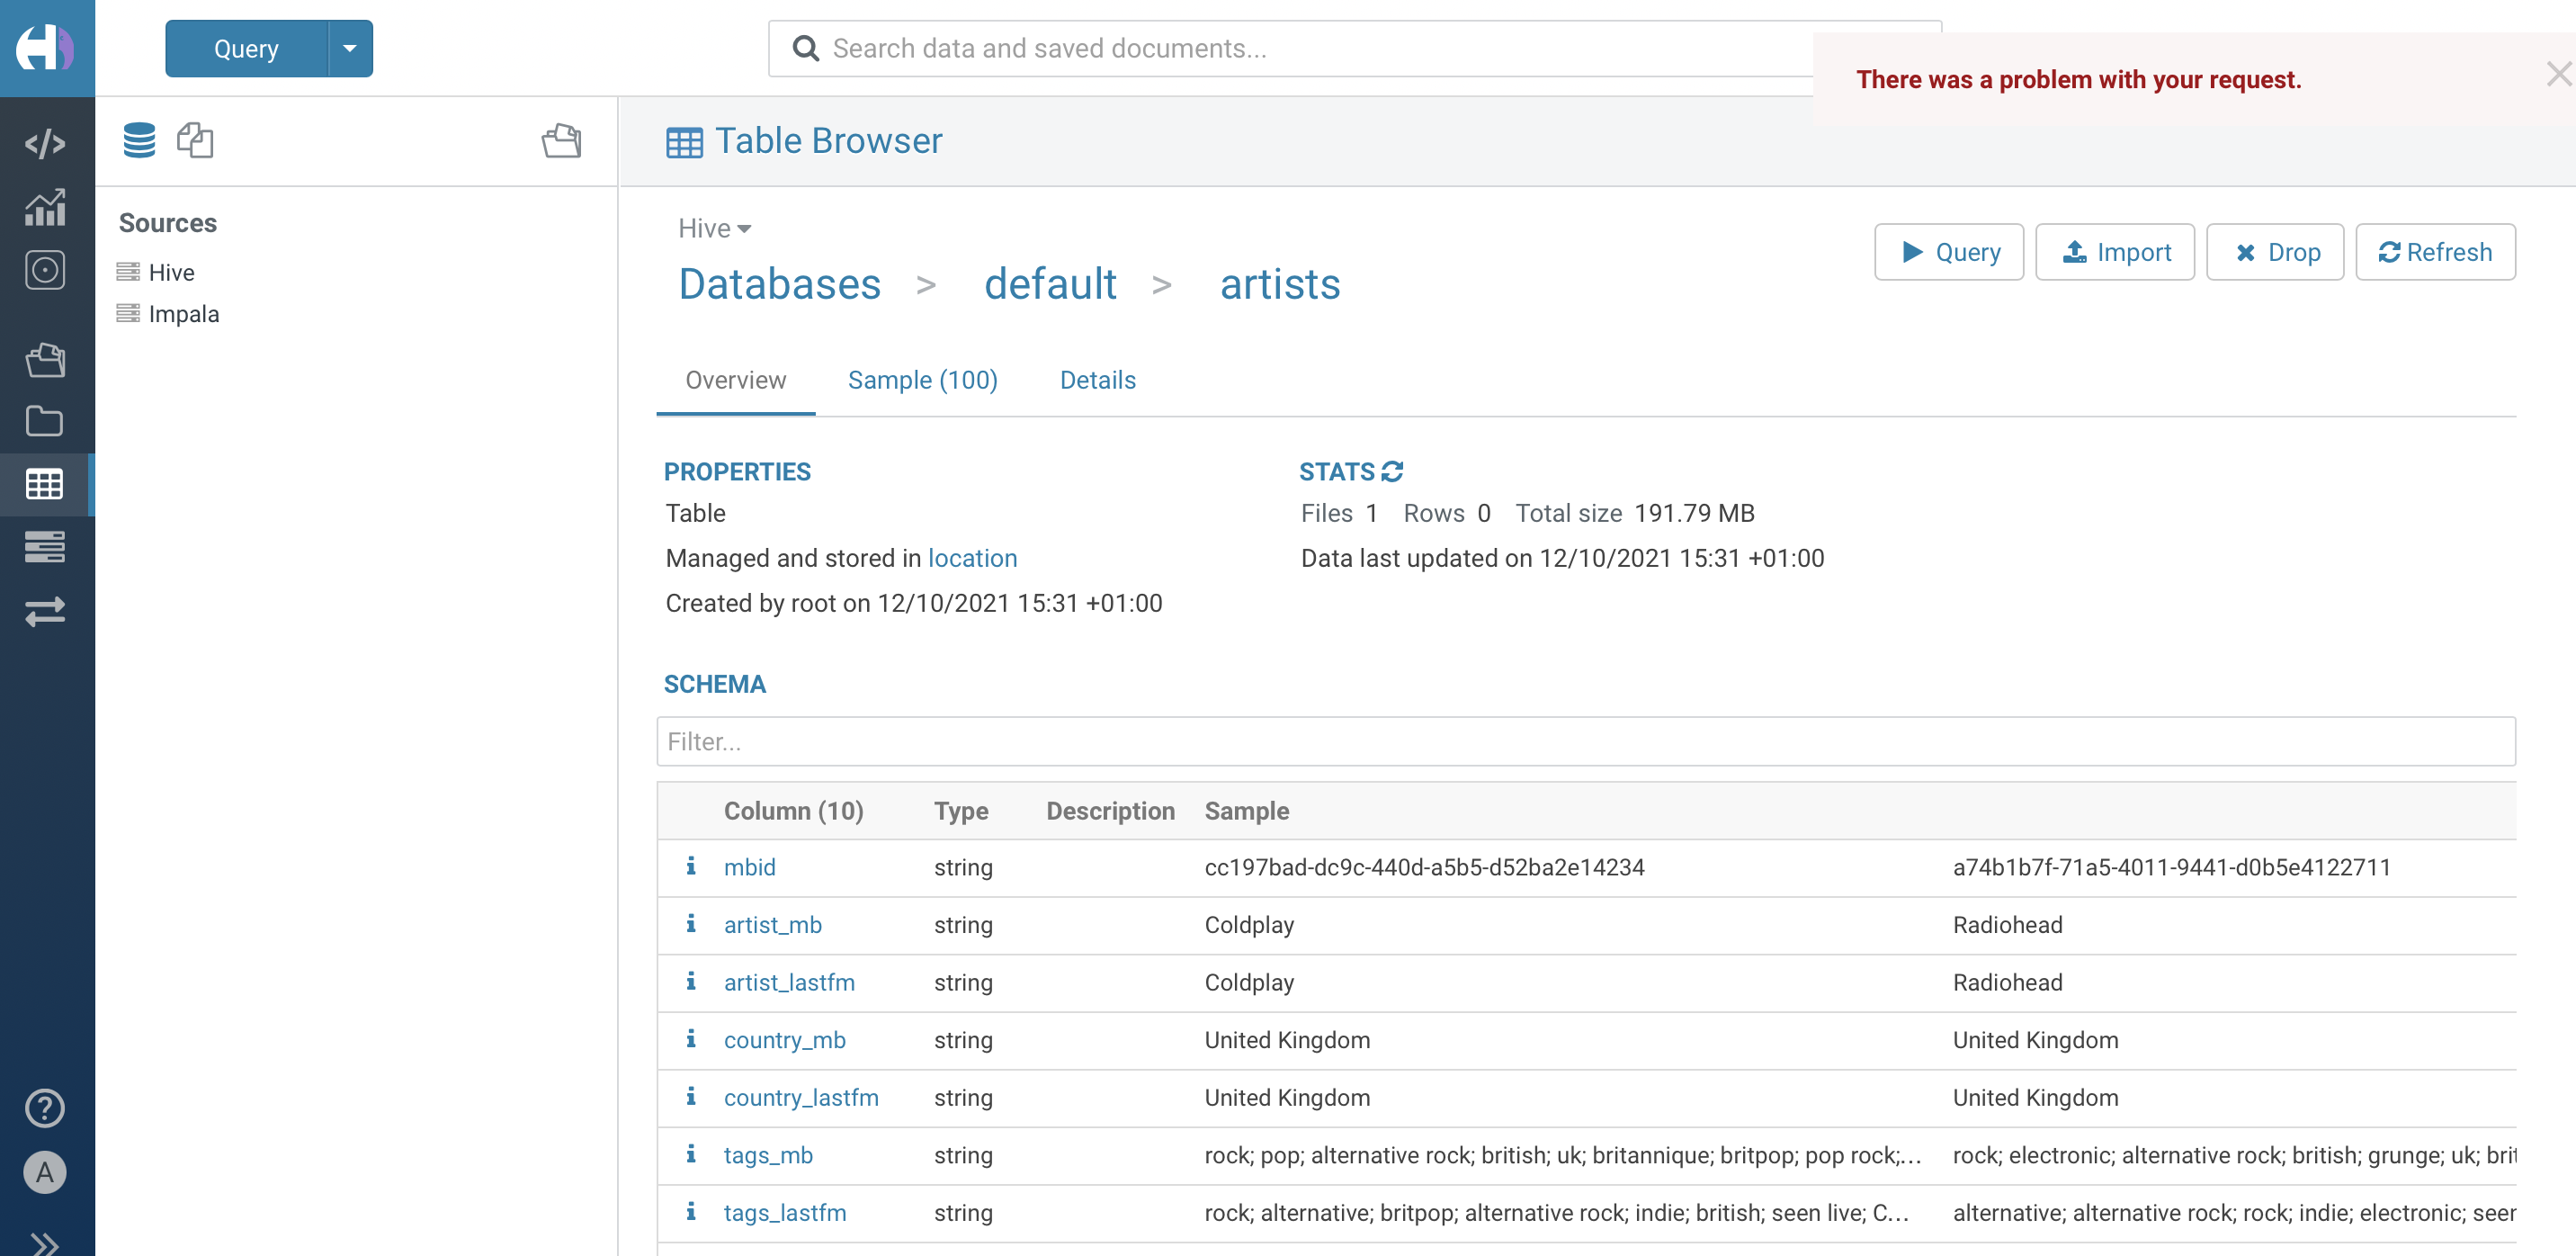 Query
Search data and saved documents...
There was a problem with your request.
Table Browser
Sources
Hive
Impala
Hive
Databases > default > artists
Query
Import
Drop
Refresh
Overview
Sample (100)
Details
PROPERTIES
Table
Managed and stored in location
Created by root on 12/10/2021 15:31 +01:00
STATS
Files 1 Rows 0 Total size 191.79 MB
Data last updated on 12/10/2021 15:31 +01:00
SCHEMA
Filter...
Column (10) Type Description Sample
i mbid string cc197bad-dc9c-440d-a5b5-d52ba2e14234 a74b1b7f-71a5-4011-9441-d0b5e4122711
i artist_mb string Coldplay Radiohead
i artist_lastfm string Coldplay Radiohead
i country_mb string United Kingdom United Kingdom
i country_lastfm string United Kingdom United Kingdom
i tags_mb string rock; pop; alternative rock; british; uk; britannique; britpop; pop rock;... rock; electronic; alternative rock; british; grunge; uk; brit
i tags_lastfm string rock; alternative; britpop; alternative rock; indie; british; seen live; C... alternative; alternative rock; rock; indie; electronic; seen
?
A